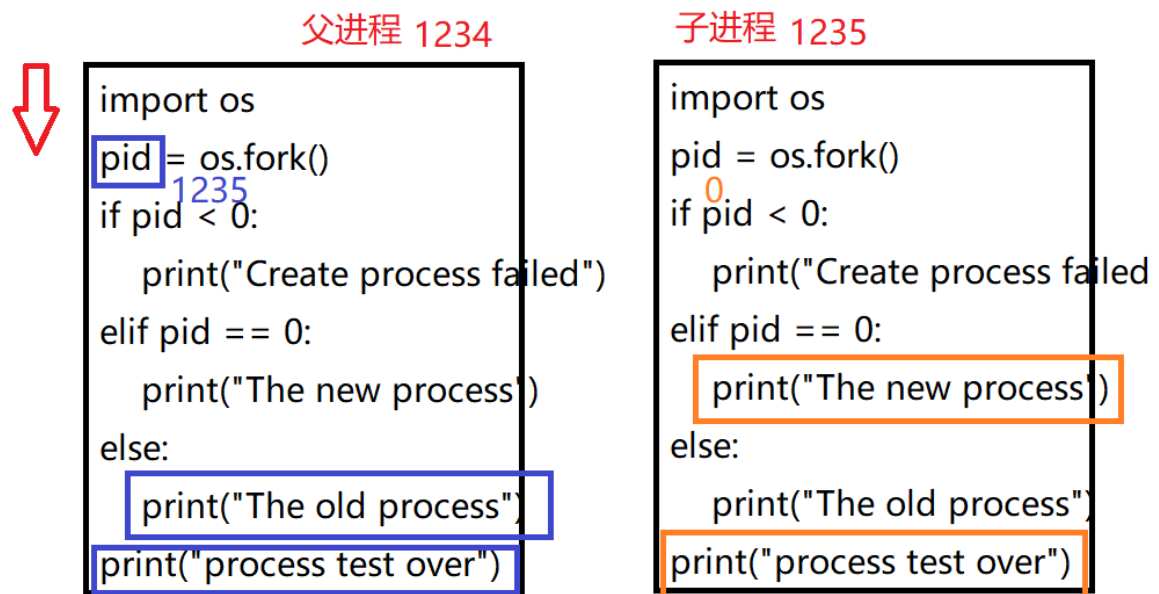 父进程 1234
import os
pid = os.fork()
1235
if pid < 0:
print("Create process failed")
elif pid == 0:
print("The new process")
else:
print("The old process")
print("process test over")
子进程 1235
import os
pid = os.fork()
0
if pid < 0:
print("Create process failed
elif pid == 0:
print("The new process")
else:
print("The old process")
print("process test over")